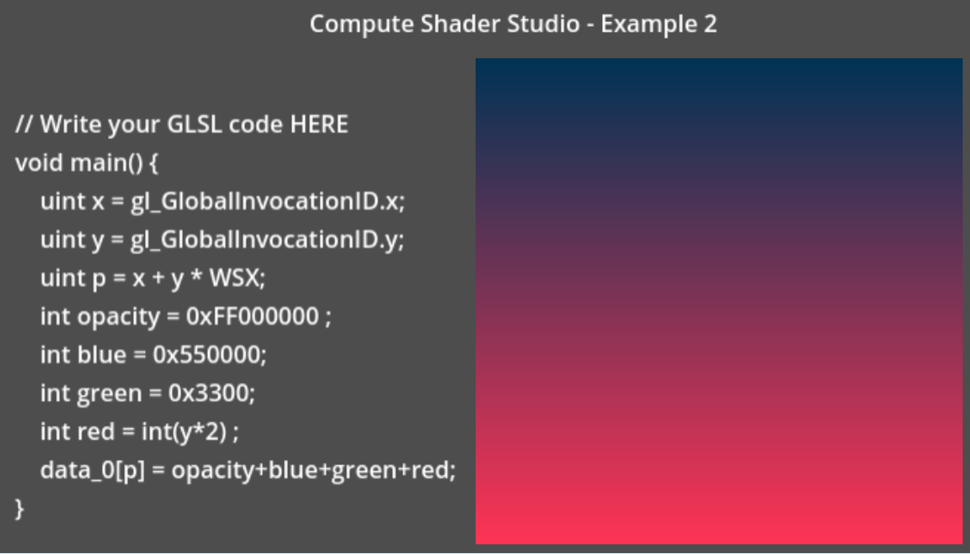 Compute Shader Studio - Example 2
// Write your GLSL code HERE
void main() {
uint x = gl_GlobalInvocationID.x;
uint y = gl_GlobalInvocationID.y;
uint p = x + y * WSX;
int opacity = 0xFF000000 ;
int blue = 0x550000;
int green = 0x3300;
int red = int(y*2) ;
data_0[p] = opacity+blue+green+red;
}